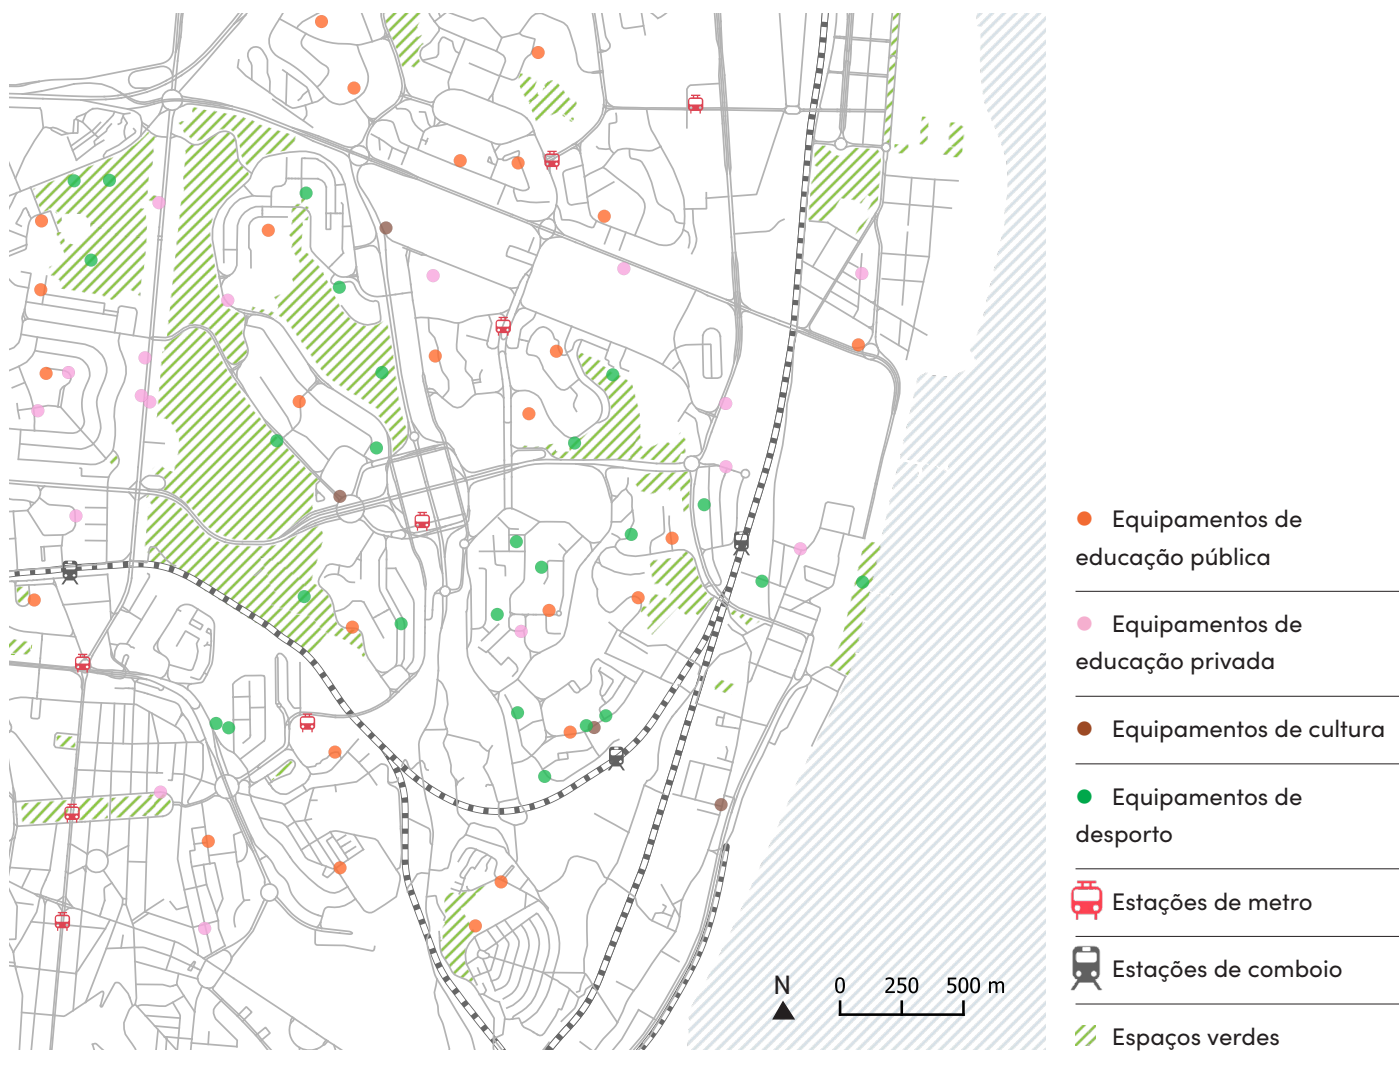 Equipamentos de
educação pública
Equipamentos de
educação privada
Equipamentos de cultura
Equipamentos de
desporto
Estações de metro
Estações de comboio
Espaços verdes
N
0 250 500 m